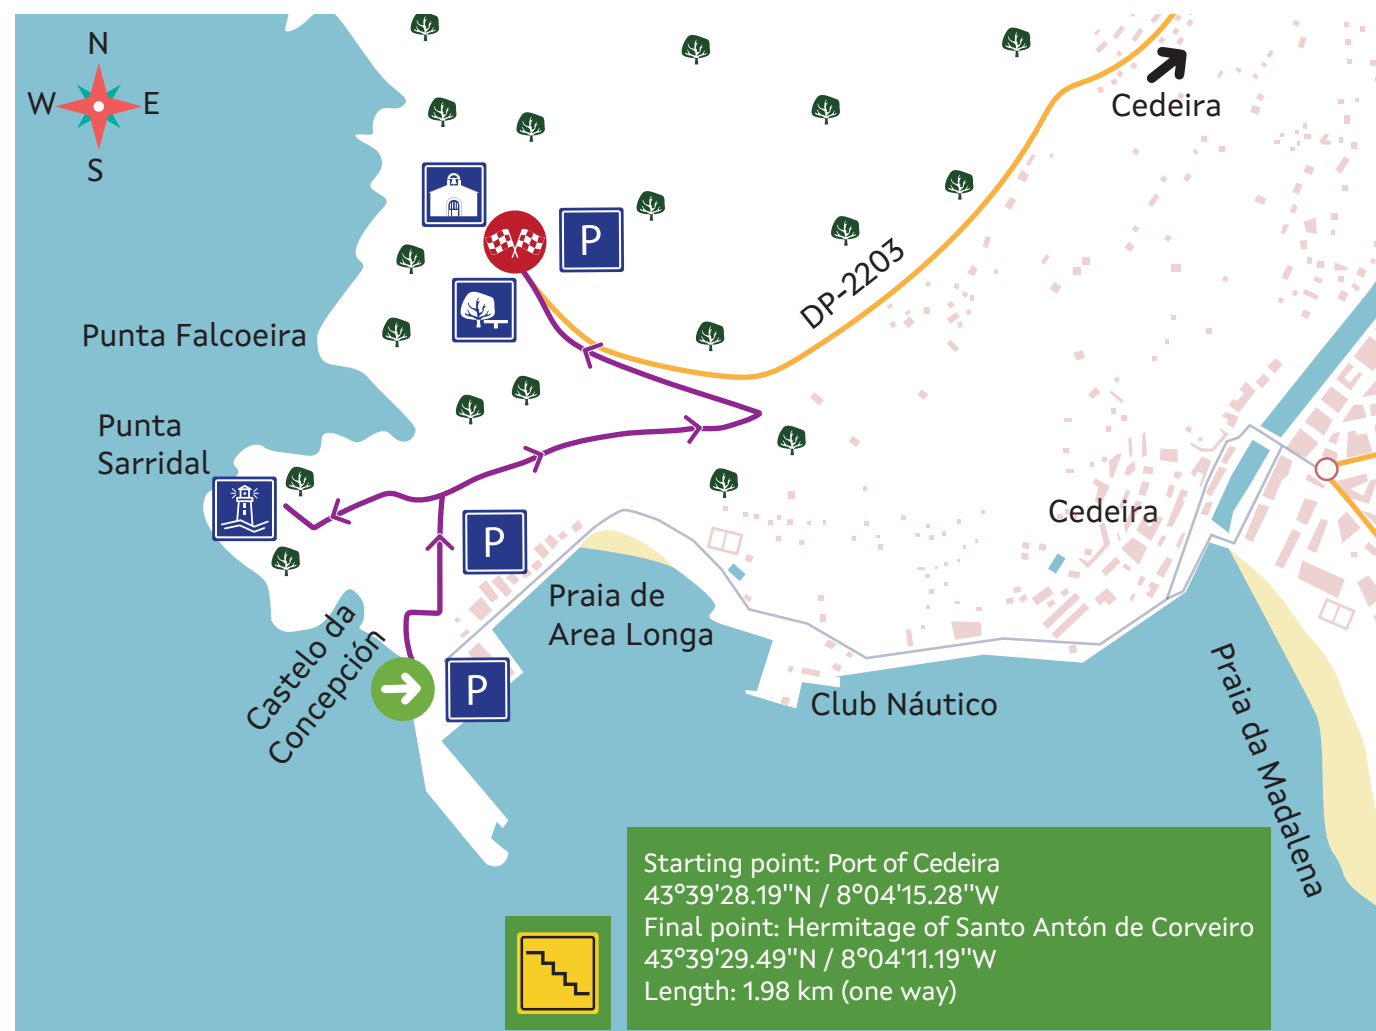 N
W
E
S
Cedeira
P
DP-2203
Punta Falcoeira
Punta
Sarridal
Cedeira
P
Praia de
Area Longa
Castelo da
Concepción
P
Club Náutico
Praia da Madalena
Starting point: Port of Cedeira
43°39'28.19''N / 8°04'15.28''W
Final point: Hermitage of Santo Antón de Corveiro
43°39'29.49''N / 8°04'11.19''W
Length: 1.98 km (one way)